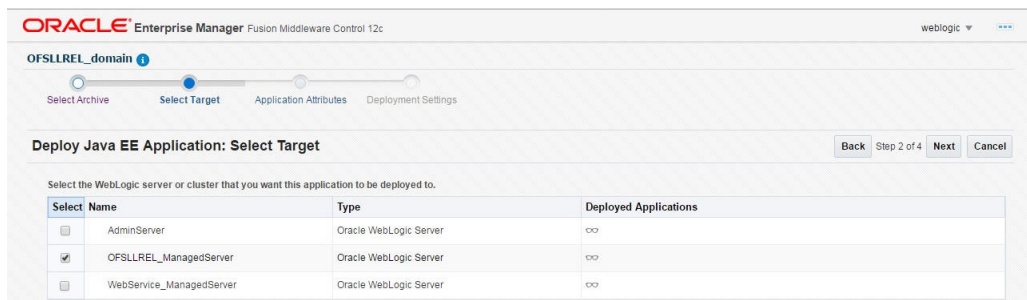 ORACLE Enterprise Manager Fusion Middleware Control 12c weblogic
OFSLLREL_domain
Select Archive Select Target Application Attributes Deployment Settings
Deploy Java EE Application: Select Target Back Step 2 of 4 Next Cancel
Select the WebLogic server or cluster that you want this application to be deployed to.
Select Name Type Deployed Applications
AdminServer Oracle WebLogic Server
OFSLLREL_ManagedServer Oracle WebLogic Server
WebService_ManagedServer Oracle WebLogic Server